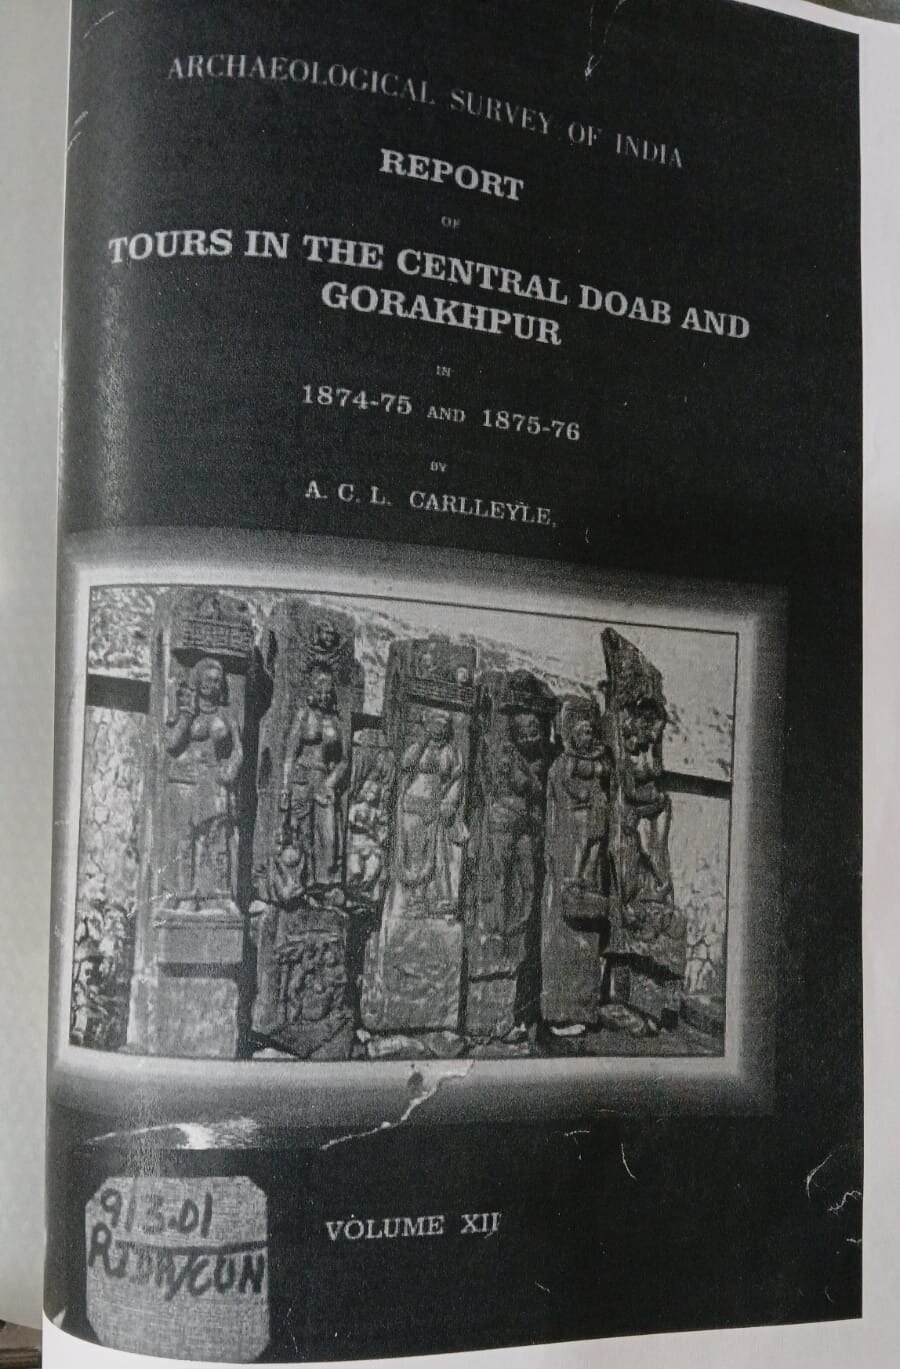 ARCHAEOLOGICAL SURVEY OF INDIA
REPORT
OF
TOURS IN THE CENTRAL DOAB AND
GORAKHPUR
IN
1874-75 AND 1875-76
BY
A. C. L. CARLLEYLE,
VOLUME XII
913.01